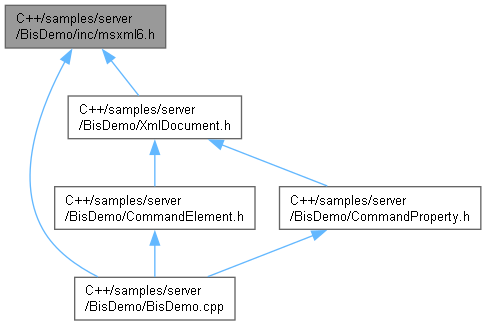 C++/samples/server
/BisDemo/inc/msxml6.h
C++/samples/server
/BisDemo/XmlDocument.h
C++/samples/server
/BisDemo/CommandElement.h
C++/samples/server
/BisDemo/CommandProperty.h
C++/samples/server
/BisDemo/BisDemo.cpp